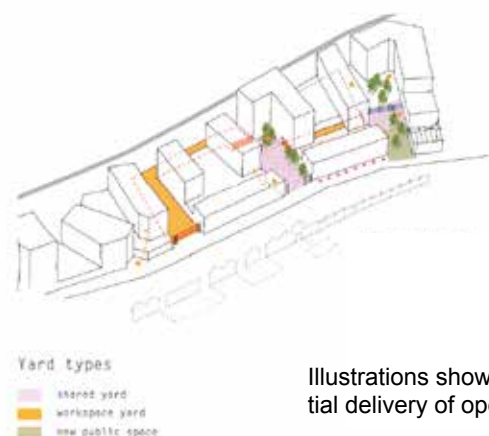 Yard types
shared yard
workspace yard
new public space
Illustrations show
tial delivery of ope